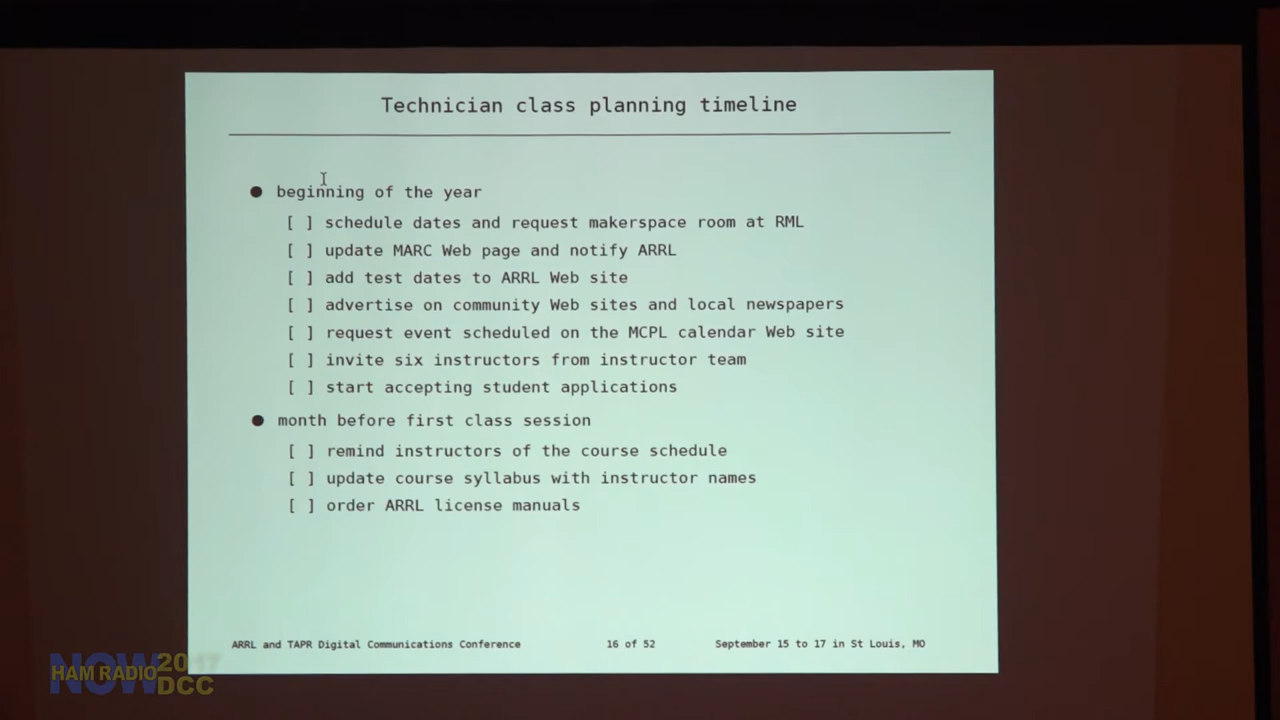 Technician class planning timeline
● beginning of the year
[ ] schedule dates and request makerspace room at RML
[ ] update MARC Web page and notify ARRL
[ ] add test dates to ARRL Web site
[ ] advertise on community Web sites and local newspapers
[ ] request event scheduled on the MCPL calendar Web site
[ ] invite six instructors from instructor team
[ ] start accepting student applications
● month before first class session
[ ] remind instructors of the course schedule
[ ] update course syllabus with instructor names
[ ] order ARRL license manuals
ARRL and TAPR Digital Communications Conference 16 of 52 September 15 to 17 in St Louis, MO
HAM RADIO NOW 2017 DCC